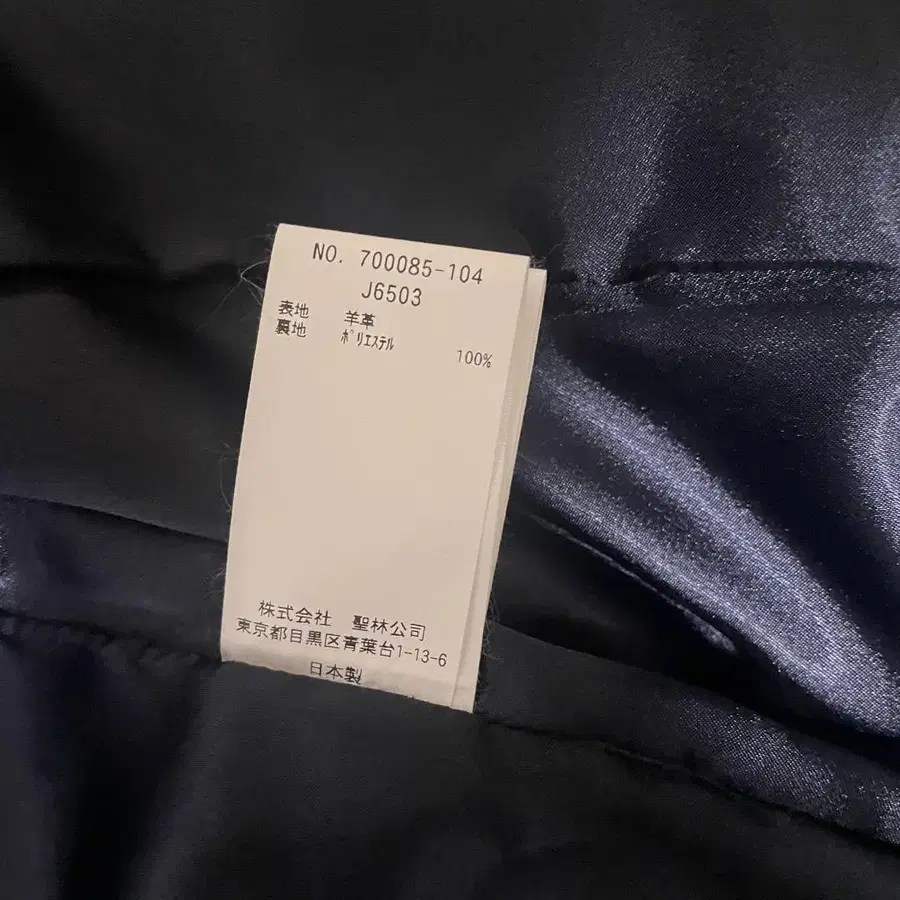 NO. 700085-104
J6503
表地 羊革
裏地 ポリエステル 100%
株式会社 聖林公司
東京都目黒区青葉台1-13-6
日本製